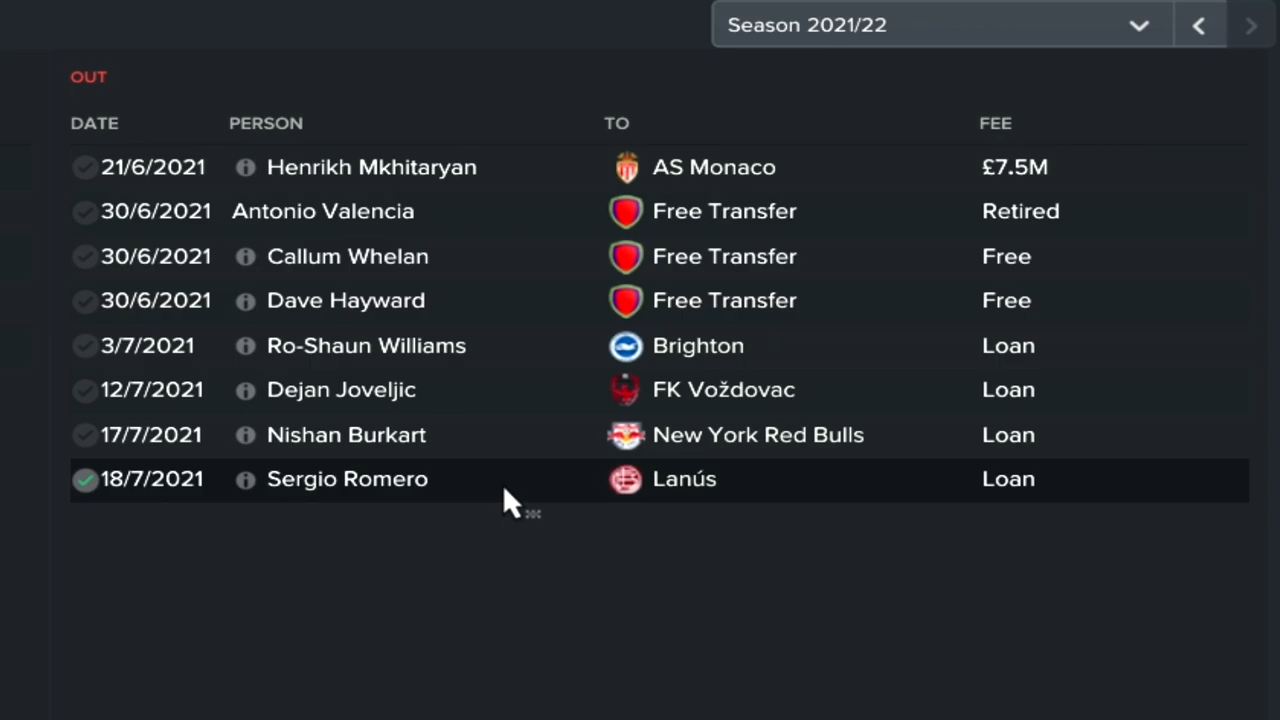 Season 2021/22
OUT
DATE PERSON TO FEE
21/6/2021 Henrikh Mkhitaryan AS Monaco £7.5M
30/6/2021 Antonio Valencia Free Transfer Retired
30/6/2021 Callum Whelan Free Transfer Free
30/6/2021 Dave Hayward Free Transfer Free
3/7/2021 Ro-Shaun Williams Brighton Loan
12/7/2021 Dejan Joveljic FK Voždovac Loan
17/7/2021 Nishan Burkart New York Red Bulls Loan
18/7/2021 Sergio Romero Lanús Loan